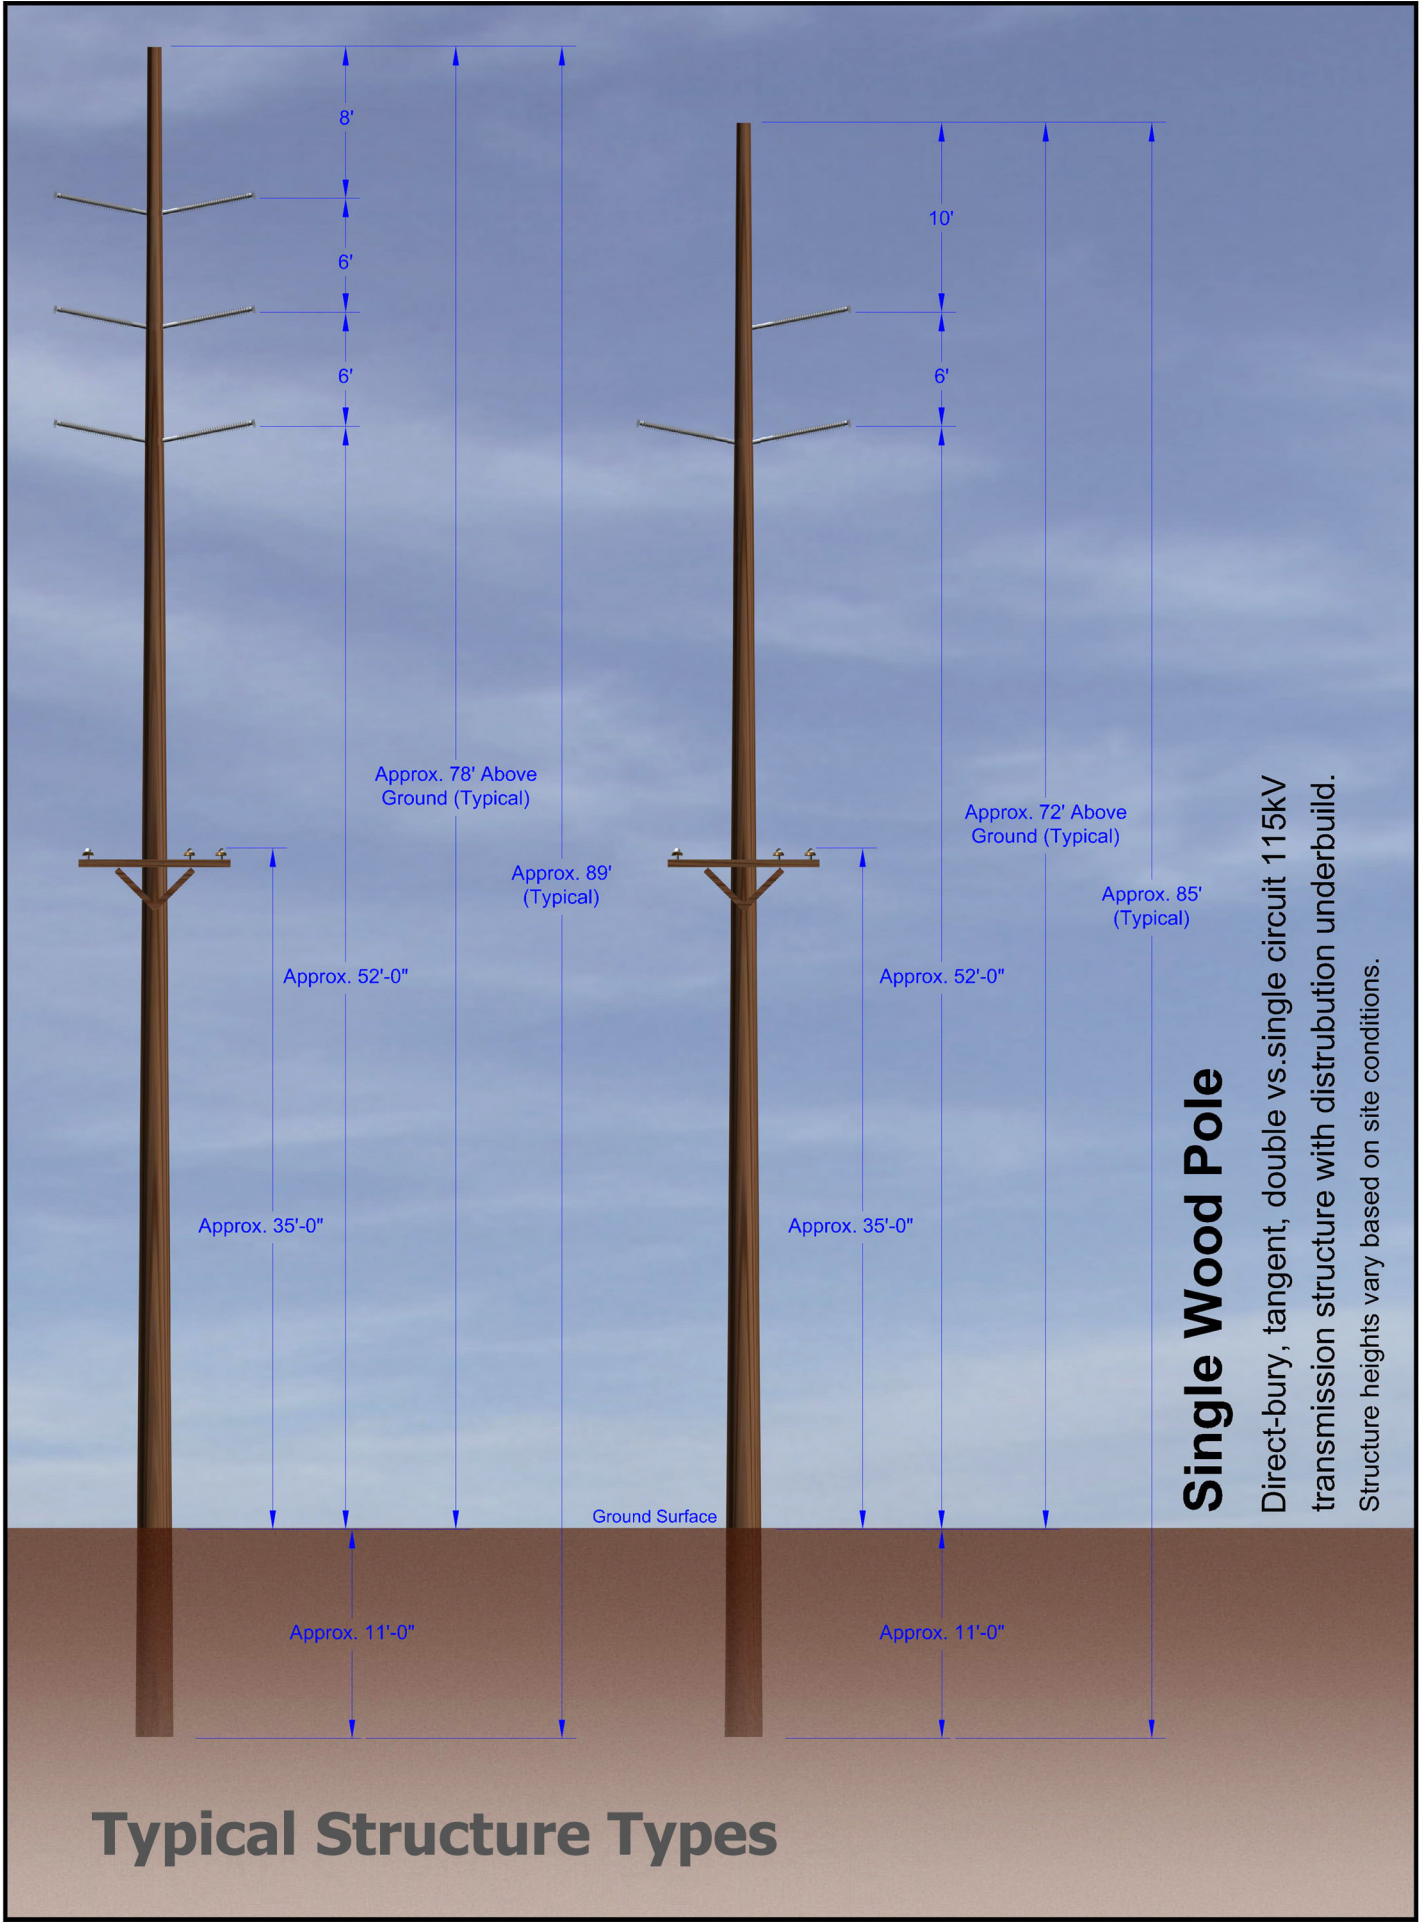 8'
6'
6'
Approx. 78' Above
Ground (Typical)
Approx. 89'
(Typical)
Approx. 52'-0"
Approx. 35'-0"
Approx. 11'-0"
10'
6'
Approx. 72' Above
Ground (Typical)
Approx. 85'
(Typical)
Approx. 52'-0"
Approx. 35'-0"
Ground Surface
Approx. 11'-0"
Single Wood Pole
Direct-bury, tangent, double vs.single circuit 115kV
transmission structure with distrubution underbuild.
Structure heights vary based on site conditions.
Typical Structure Types